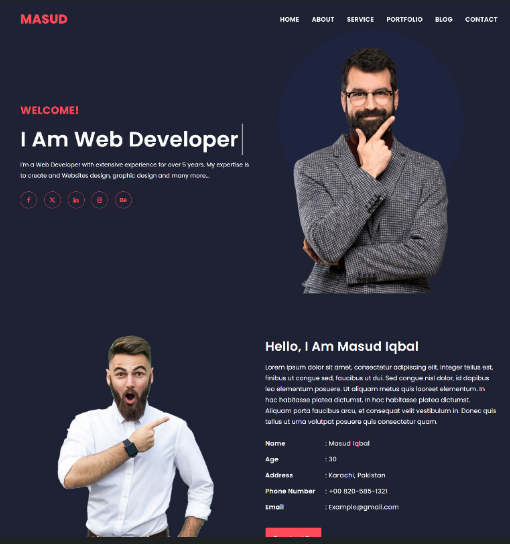 MASUD
HOME ABOUT SERVICE PORTFOLIO BLOG CONTACT
WELCOME!
I Am Web Developer
I'm a Web Developer with extensive experience for over 5 years. My expertise is
to create and Websites design, graphic design and many more...
Hello, I Am Masud Iqbal
Lorem ipsum dolor sit amet, consectetur adipiscing elit. Integer tellus est,
finibus ut congue sed, faucibus ut dui. Sed congue nisl dolor, id dapibus
leo elementum posuere. Ut aliquam metus quis laoreet elementum. In
hac habitasse platea dictumst. In hac habitasse platea dictumst.
Aliquam porta faucibus arcu, et consequat velit vestibulum in. Donec quis
tellus ut urna volutpat posuere quis consectetur quam.
Name : Masud Iqbal
Age : 30
Address : Karachi, Pakistan
Phone Number : +00 820-585-1321
Email : Example@gmail.com